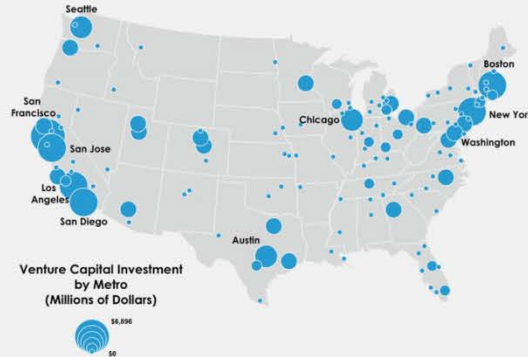 Seattle
Boston
San
Francisco
Chicago
New York
San Jose
Washington
Los
Angeles
San Diego
Austin
Venture Capital Investment
by Metro
(Millions of Dollars)
$6,896
$0